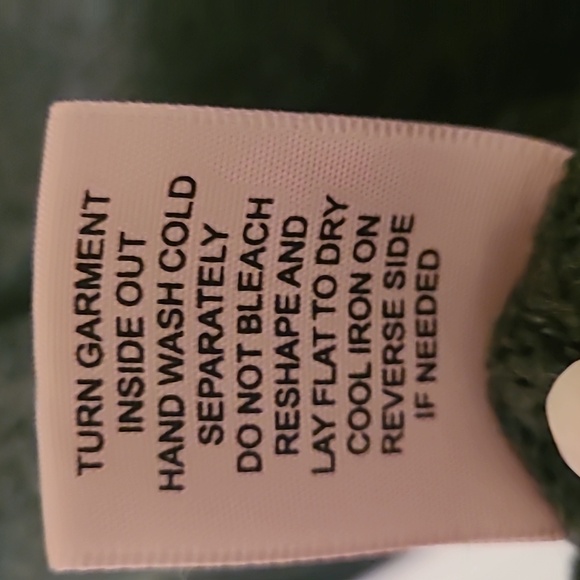 TURN GARMENT
INSIDE OUT
HAND WASH COLD
SEPARATELY
DO NOT BLEACH
RESHAPE AND
LAY FLAT TO DRY
COOL IRON ON
REVERSE SIDE
IF NEEDED